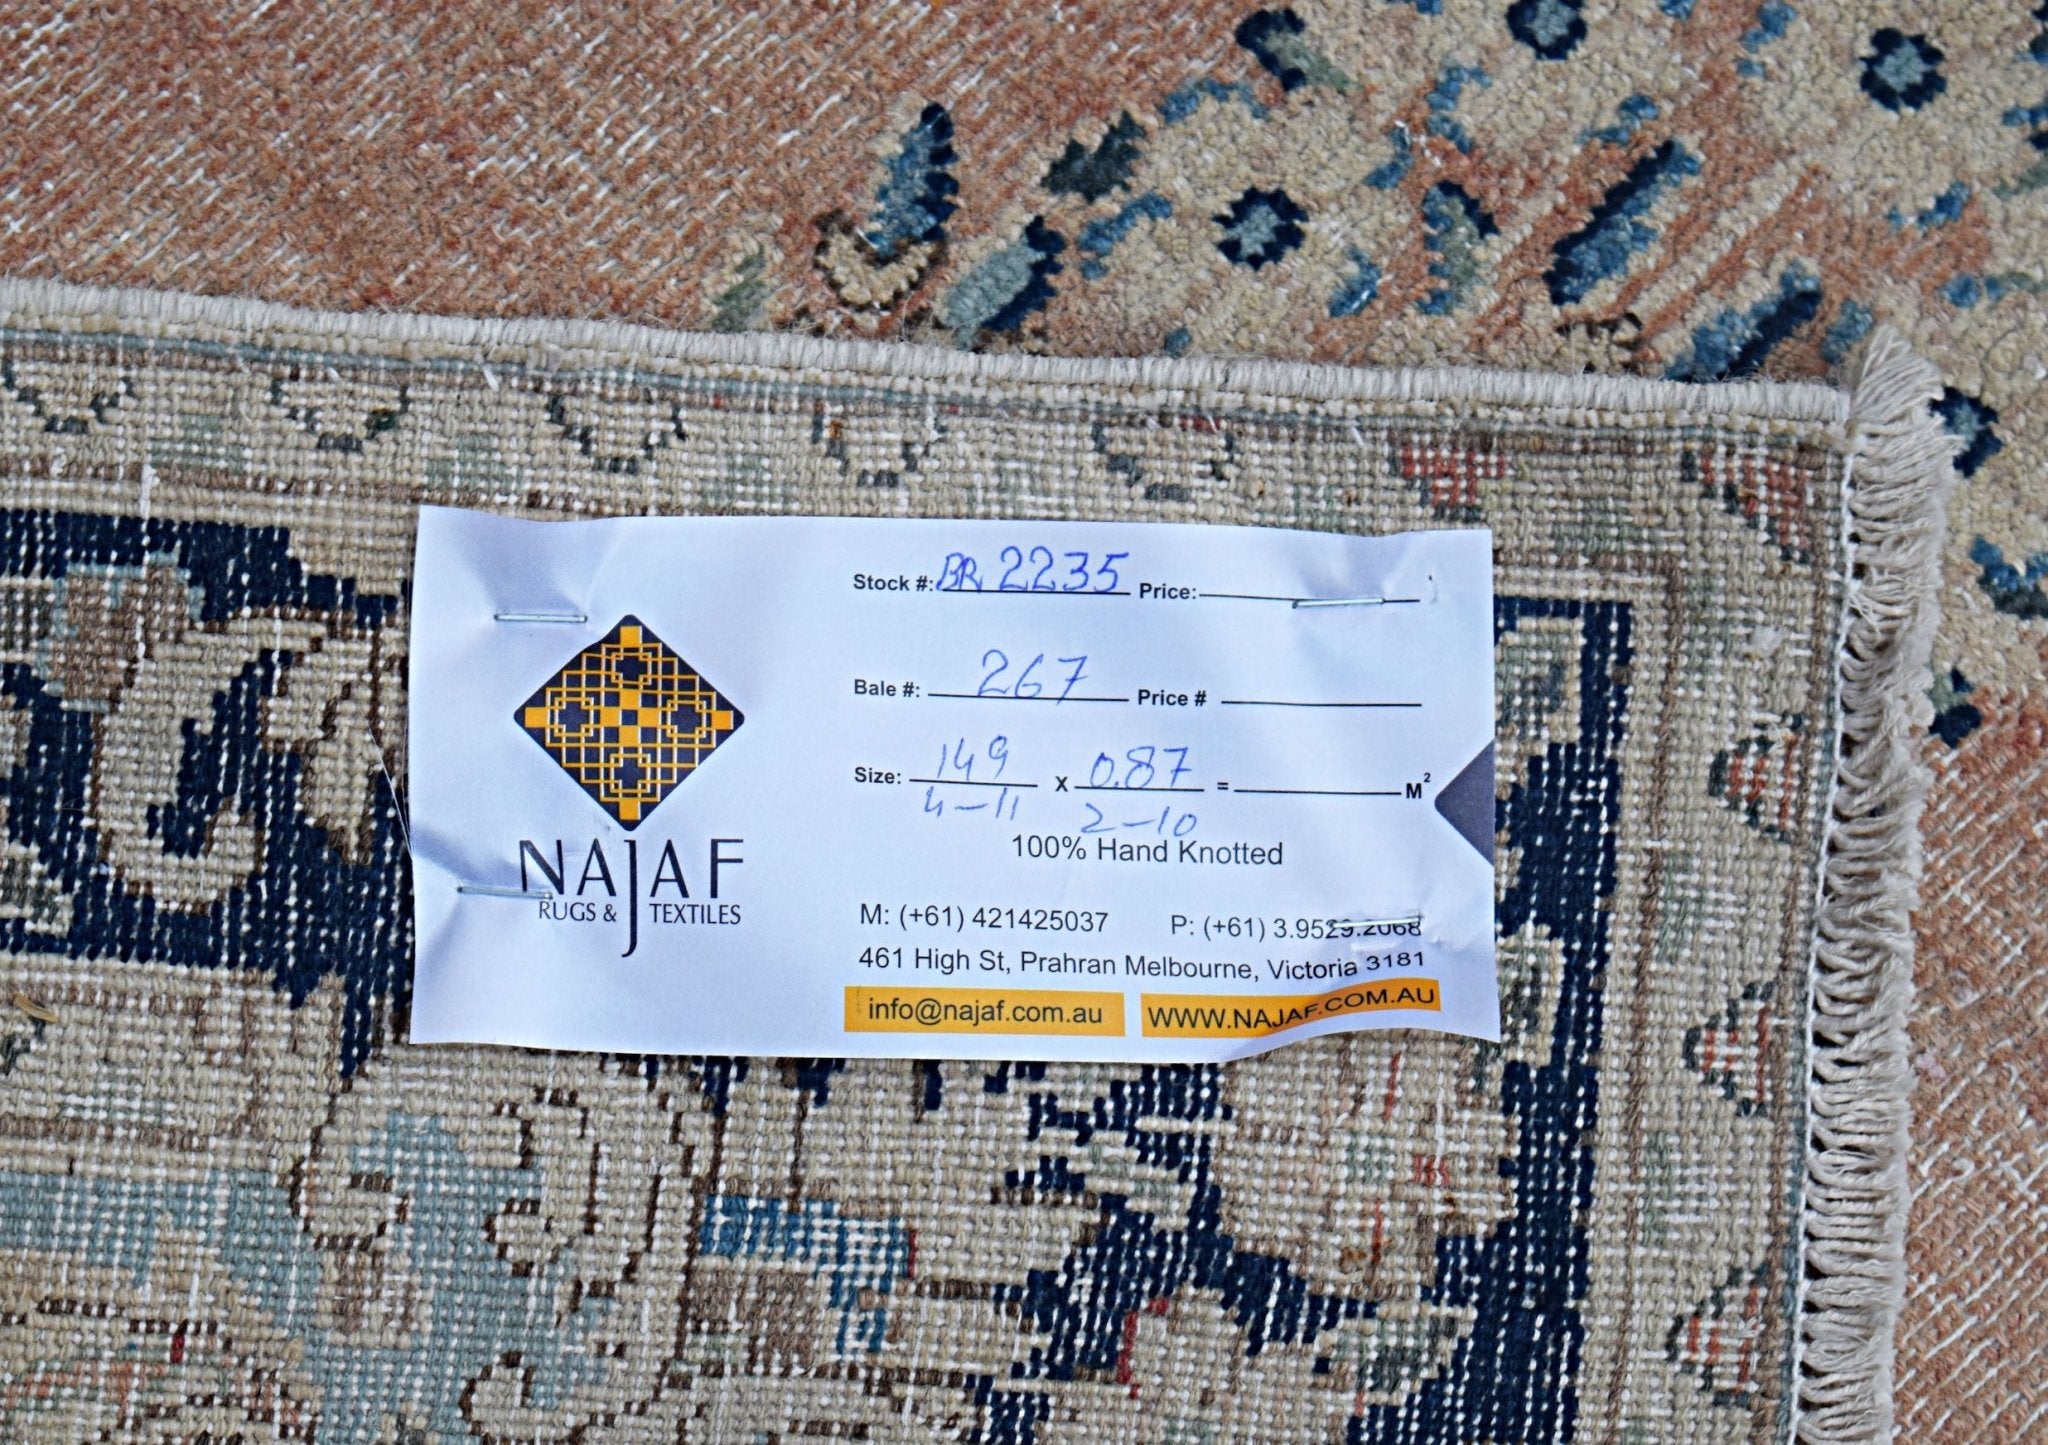 Stock #: BR 2235 Price:
Bale #: 267 Price #
Size: 149 x 0.87 = M²
4-11 2-10
100% Hand Knotted
NAJAF
RUGS & TEXTILES
M: (+61) 421425037 P: (+61) 3.9529.2068
461 High St, Prahran Melbourne, Victoria 3181
info@najaf.com.au WWW.NAJAF.COM.AU